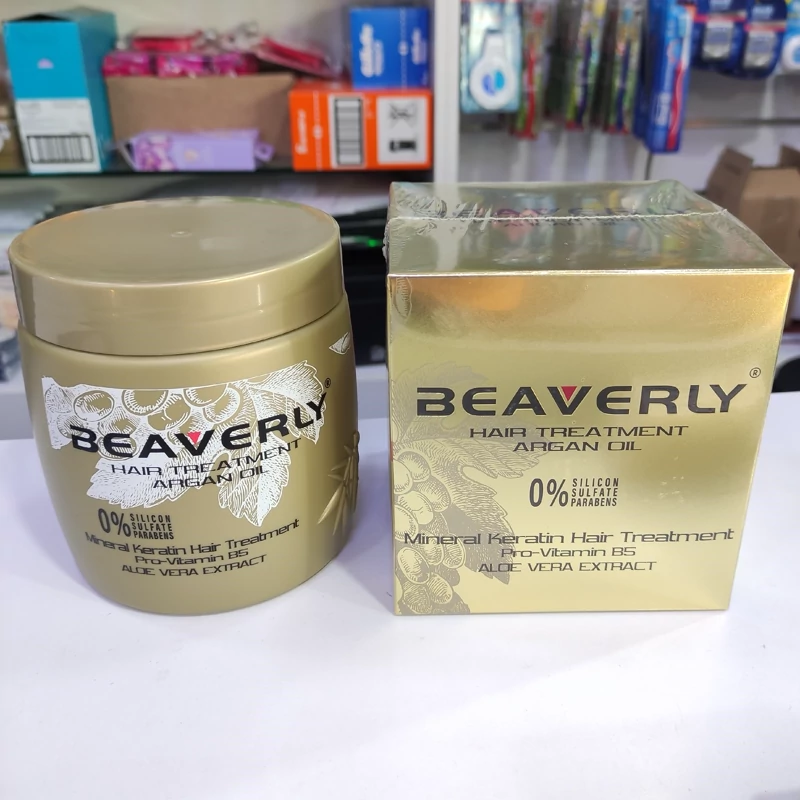 BEAVERLY®
HAIR TREATMENT
ARGAN OIL
0% SILICON
SULFATE
PARABENS
Mineral Keratin Hair Treatment
Pro-Vitamin B5
ALOE VERA EXTRACT
BEAVERLY®
HAIR TREATMENT
ARGAN OIL
0% SILICON
SULFATE
PARABENS
Mineral Keratin Hair Treatment
Pro-Vitamin B5
ALOE VERA EXTRACT
Gillette